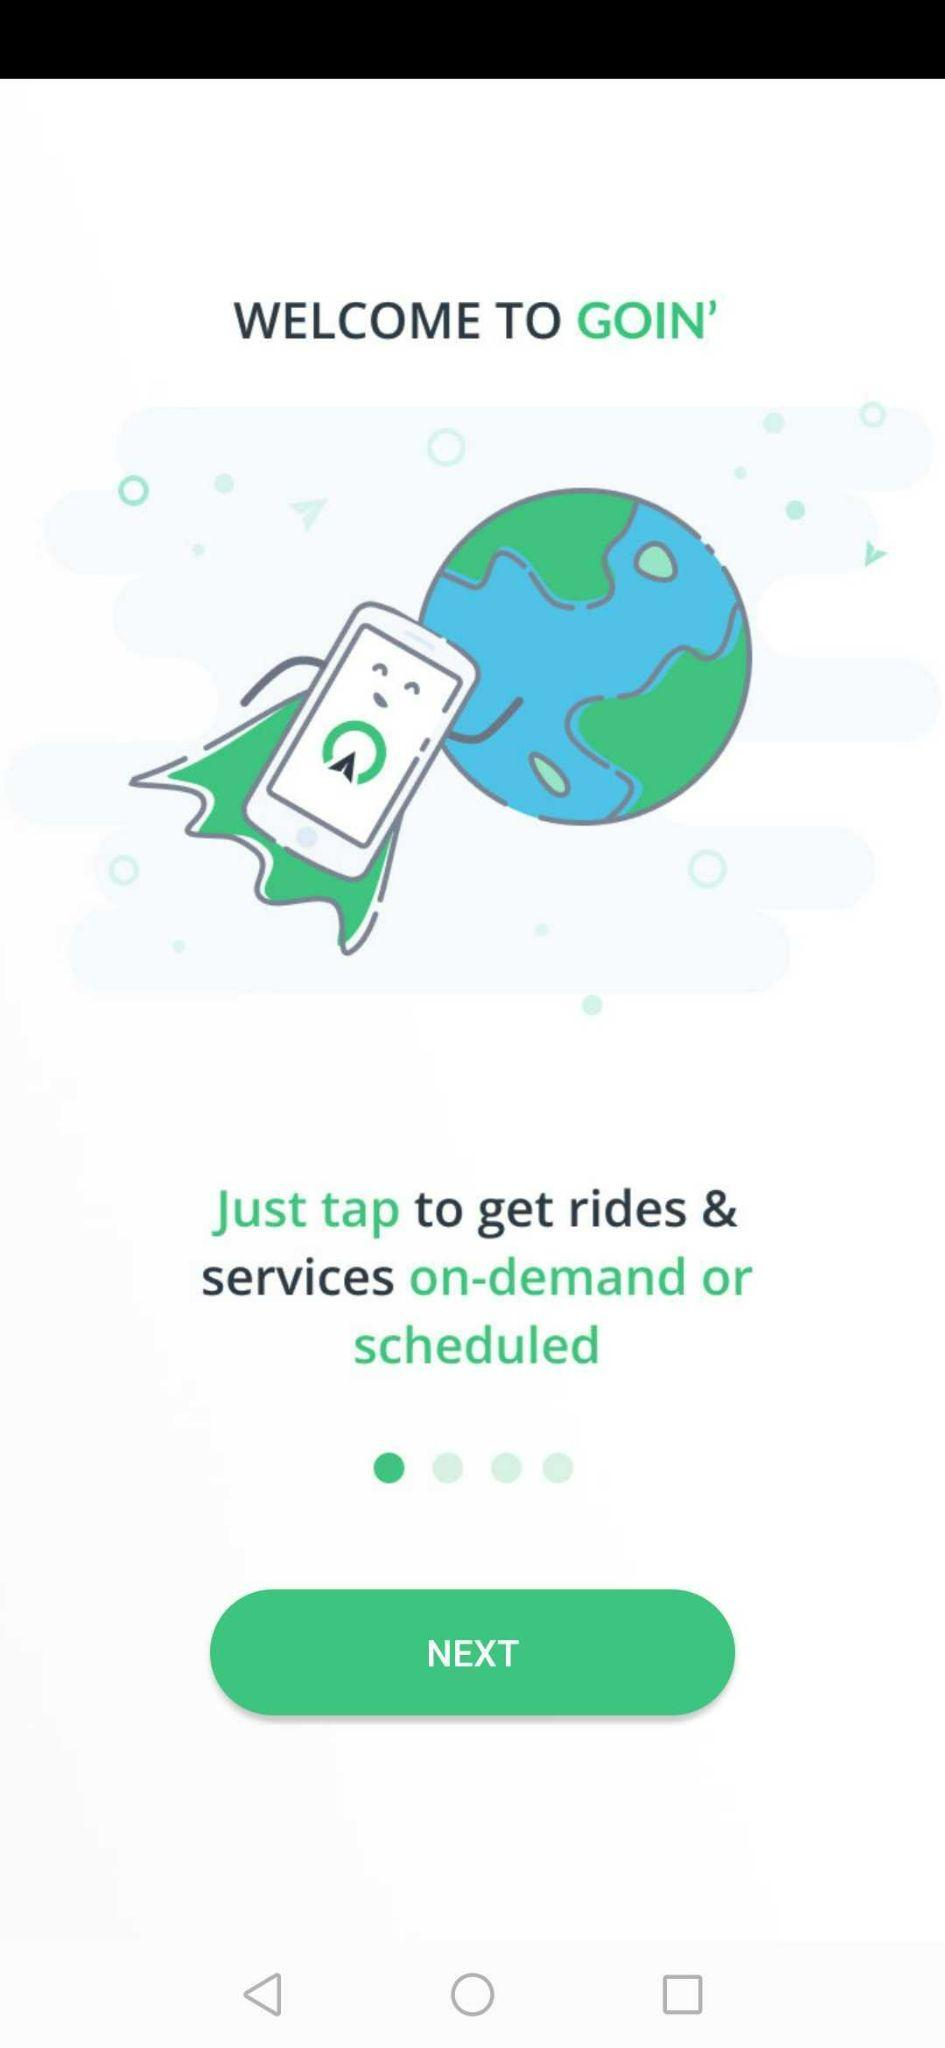 WELCOME TO GOIN’
Just tap to get rides &
services on-demand or
scheduled
NEXT